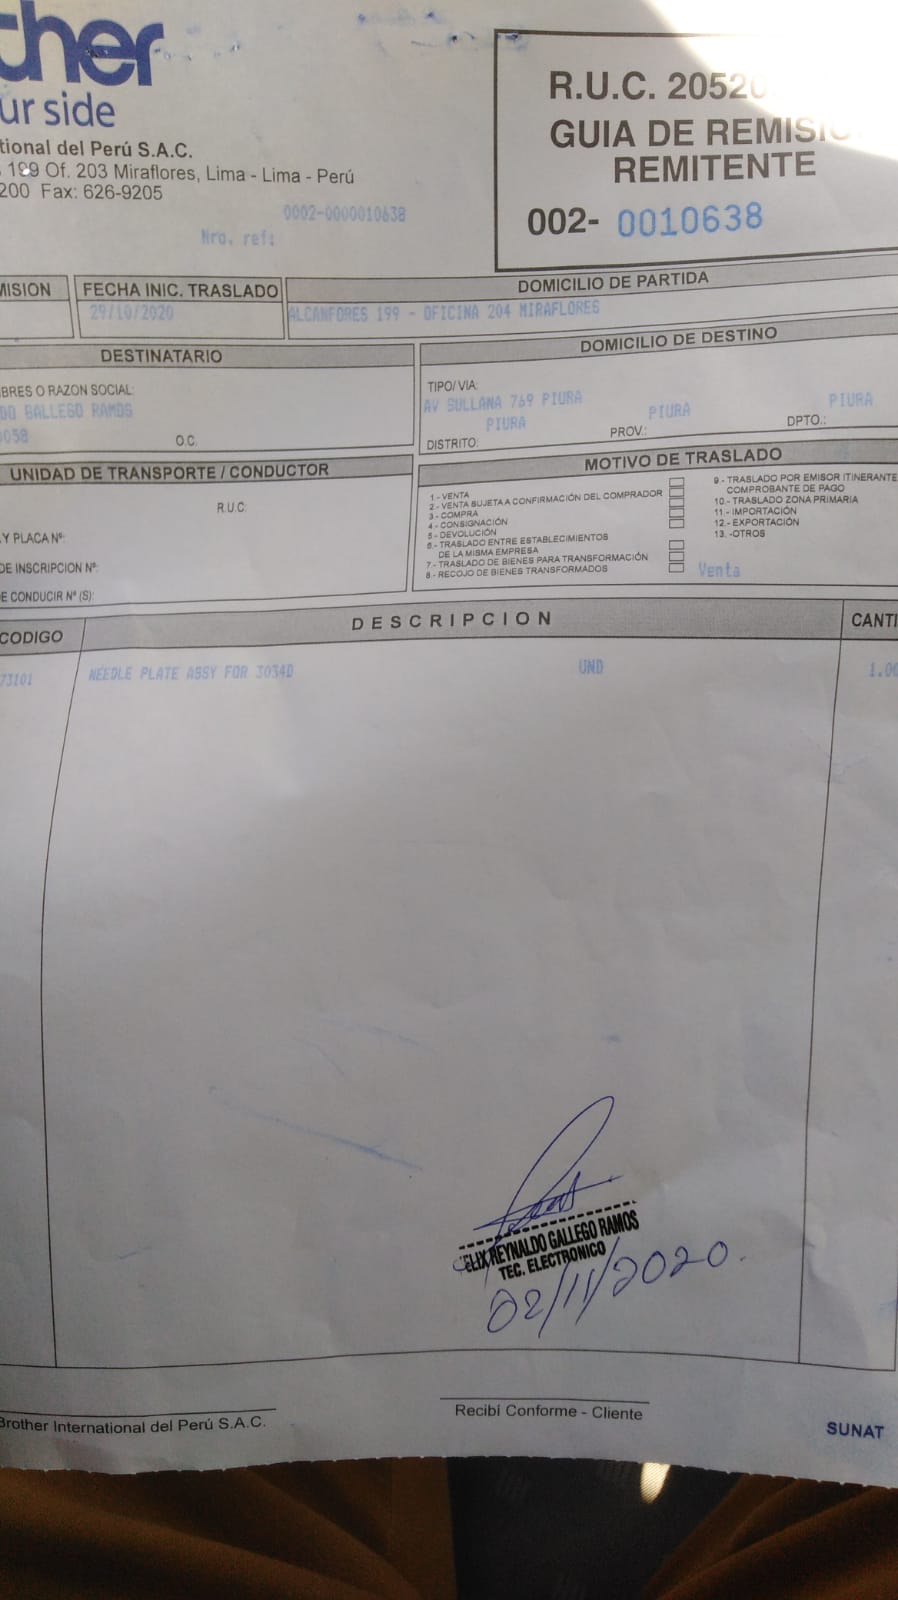 ther
ur side
tional del Perú S.A.C.
199 Of. 203 Miraflores, Lima - Lima - Perú
200 Fax: 626-9205
0002-0000010638
Nro. ref:
R.U.C. 2052
GUIA DE REMISIO
REMITENTE
002- 0010638
MISION
FECHA INIC. TRASLADO
29/10/2020
DOMICILIO DE PARTIDA
ALCANFORES 199 - OFICINA 204 MIRAFLORES
DESTINATARIO
BRES O RAZON SOCIAL:
DO GALLEGO RAMOS
0058
O.C.
DOMICILIO DE DESTINO
TIPO/VIA:
AV SULLANA 769 PIURA
PIURA PIURA PIURA
DISTRITO: PROV.: DPTO.:
UNIDAD DE TRANSPORTE / CONDUCTOR
R.U.C:
Y PLACA Nº:
DE INSCRIPCION Nº:
E CONDUCIR Nº (S):
MOTIVO DE TRASLADO
1 - VENTA
2 - VENTA SUJETA A CONFIRMACIÓN DEL COMPRADOR
3 - COMPRA
4 - CONSIGNACIÓN
5 - DEVOLUCIÓN
6 - TRASLADO ENTRE ESTABLECIMIENTOS
DE LA MISMA EMPRESA
7 - TRASLADO DE BIENES PARA TRANSFORMACIÓN
8 - RECOJO DE BIENES TRANSFORMADOS
9 - TRASLADO POR EMISOR ITINERANTE
COMPROBANTE DE PAGO
10.- TRASLADO ZONA PRIMARIA
11.- IMPORTACIÓN
12.- EXPORTACIÓN
13. -OTROS
Venta
CODIGO
DESCRIPCION
CANTI
73101
NEEDLE PLATE ASSY FOR 3034D
UND
1.00
FELIX REYNALDO GALLEGO RAMOS
TEC. ELECTRONICO
02/11/2020.
Brother International del Perú S.A.C.
Recibí Conforme - Cliente
SUNAT